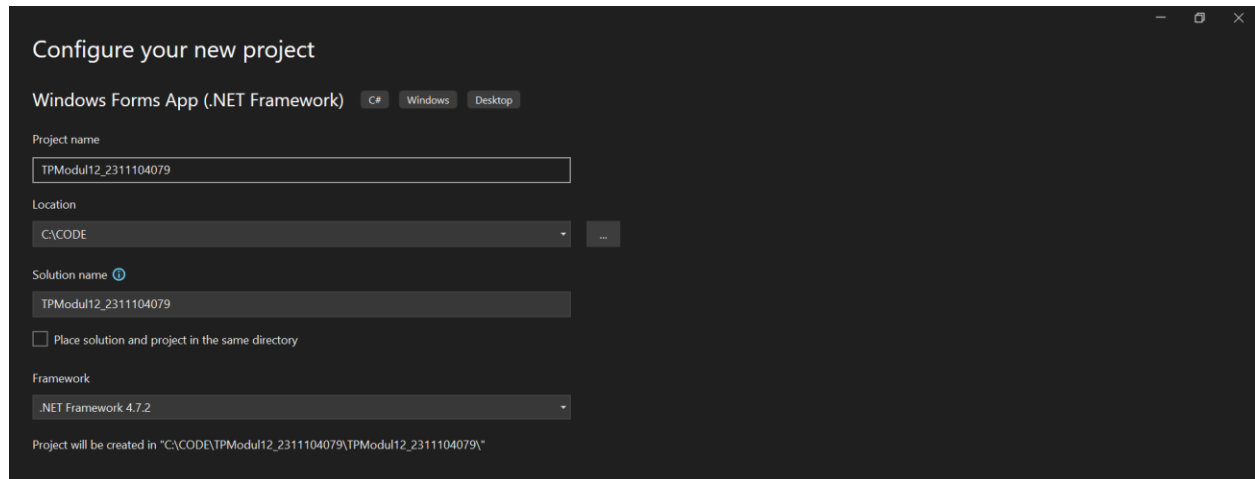 Configure your new project
Windows Forms App (.NET Framework) C# Windows Desktop
Project name
TPModul12_2311104079
Location
C:\CODE
...
Solution name
TPModul12_2311104079
Place solution and project in the same directory
Framework
.NET Framework 4.7.2
Project will be created in "C:\CODE\TPModul12_2311104079\TPModul12_2311104079\"